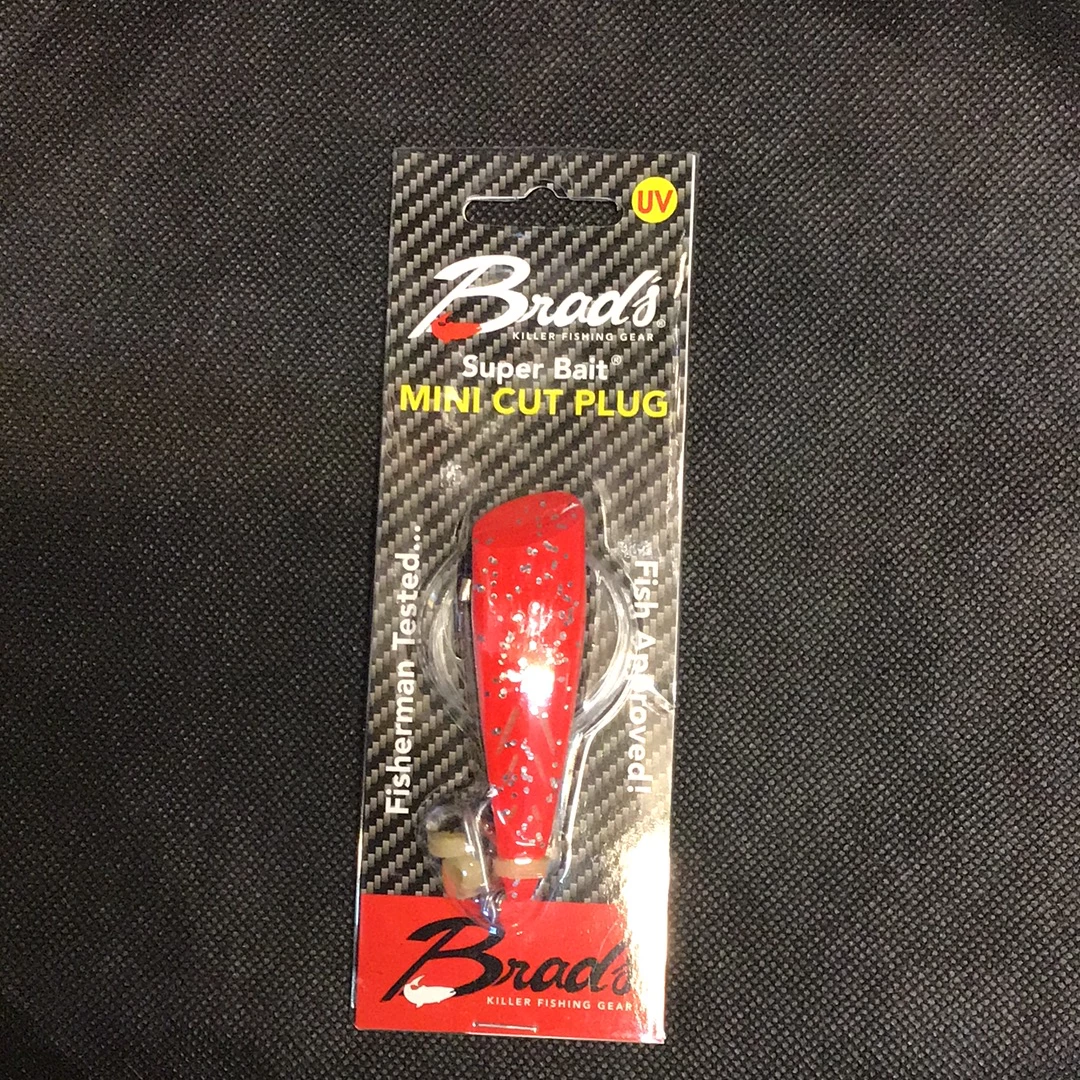 UV
Brad's®
KILLER FISHING GEAR
Super Bait®
MINI CUT PLUG
Fisherman Tested...
Fish Approved!
Brad's
KILLER FISHING GEAR